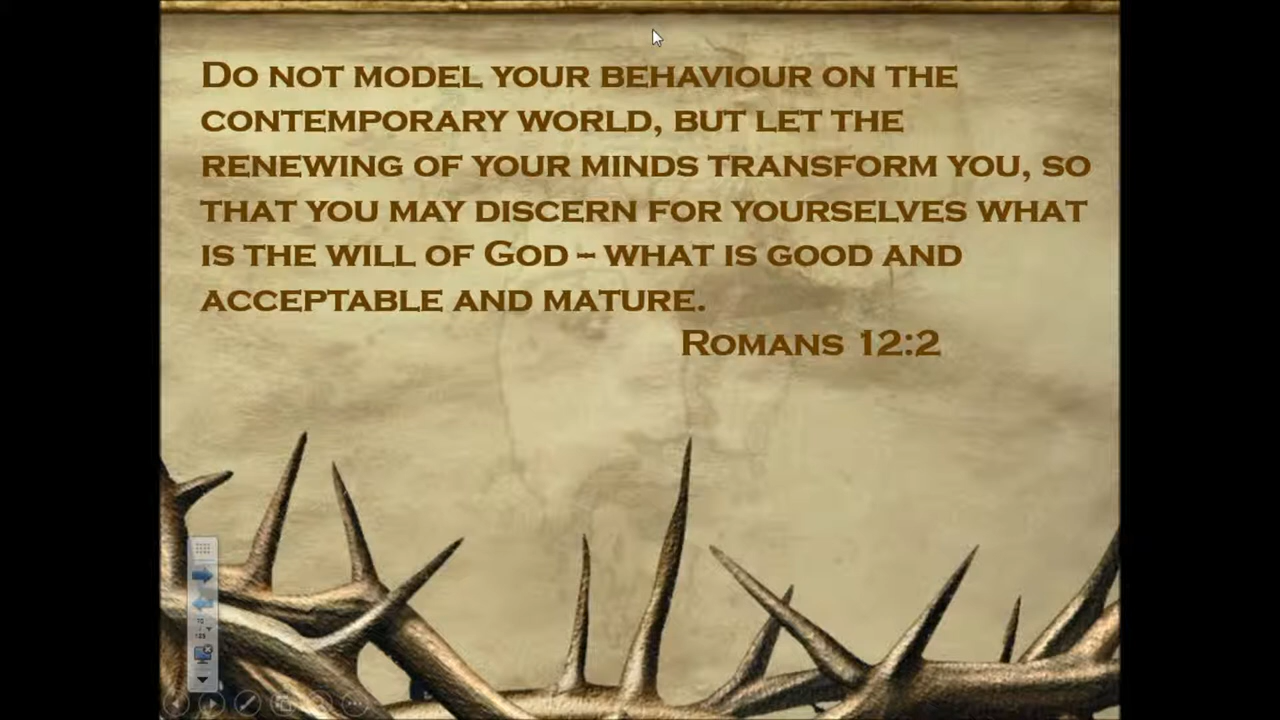 Do not model your behaviour on the
contemporary world, but let the
renewing of your minds transform you, so
that you may discern for yourselves what
is the will of God – what is good and
acceptable and mature.
Romans 12:2